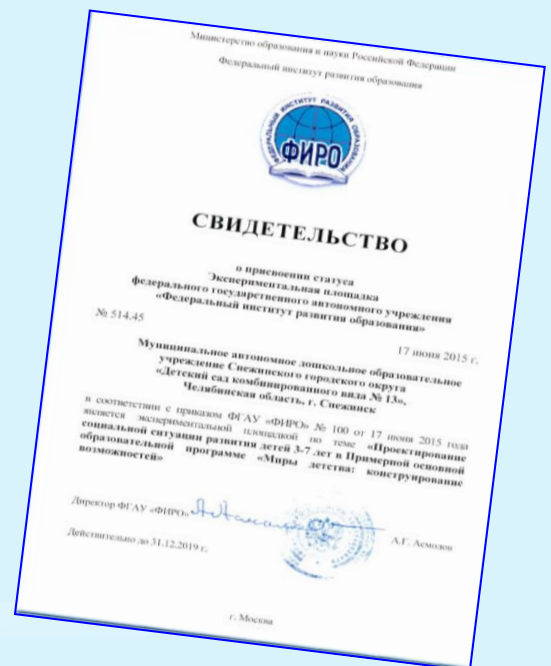 Министерство образования и науки Российской Федерации
Федеральный институт развития образования
ФЕДЕРАЛЬНЫЙ ИНСТИТУТ РАЗВИТИЯ ОБРАЗОВАНИЯ
ФИРО
СВИДЕТЕЛЬСТВО
о присвоении статуса
Экспериментальная площадка
федерального государственного автономного учреждения
«Федеральный институт развития образования»
№ 514.45
17 июня 2015 г.
Муниципальное автономное дошкольное образовательное
учреждение Снежинского городского округа
«Детский сад комбинированного вида № 13»,
Челябинская область, г. Снежинск
в соответствии с приказом ФГАУ «ФИРО» № 100 от 17 июня 2015 года
является экспериментальной площадкой по теме «Проектирование
социальной ситуации развития детей 3-7 лет в Примерной основной
образовательной программе «Миры детства: конструирование
возможностей»
Директор ФГАУ «ФИРО»
А.Г. Асмолов
Действительно до 31.12.2019 г.
г. Москва